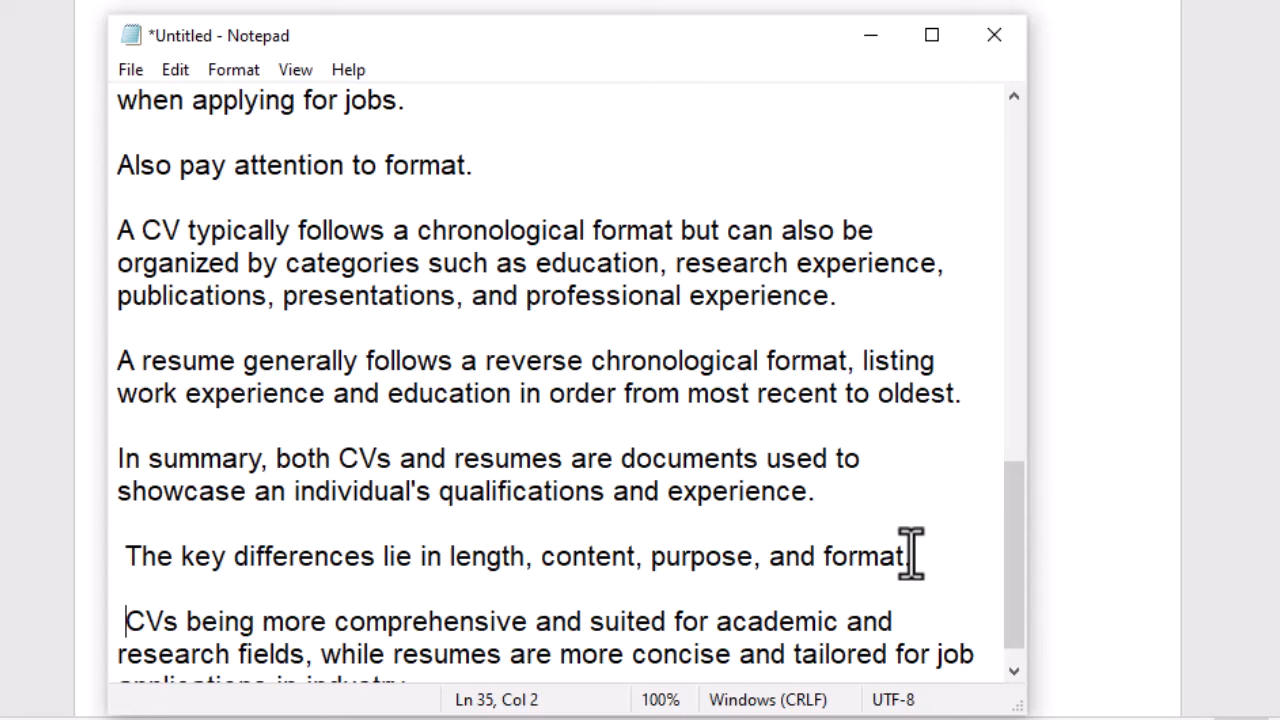 *Untitled - Notepad
File Edit Format View Help
when applying for jobs.
Also pay attention to format.
A CV typically follows a chronological format but can also be
organized by categories such as education, research experience,
publications, presentations, and professional experience.
A resume generally follows a reverse chronological format, listing
work experience and education in order from most recent to oldest.
In summary, both CVs and resumes are documents used to
showcase an individual's qualifications and experience.
The key differences lie in length, content, purpose, and format.
CVs being more comprehensive and suited for academic and
research fields, while resumes are more concise and tailored for job
applications in industry.
Ln 35, Col 2 100% Windows (CRLF) UTF-8